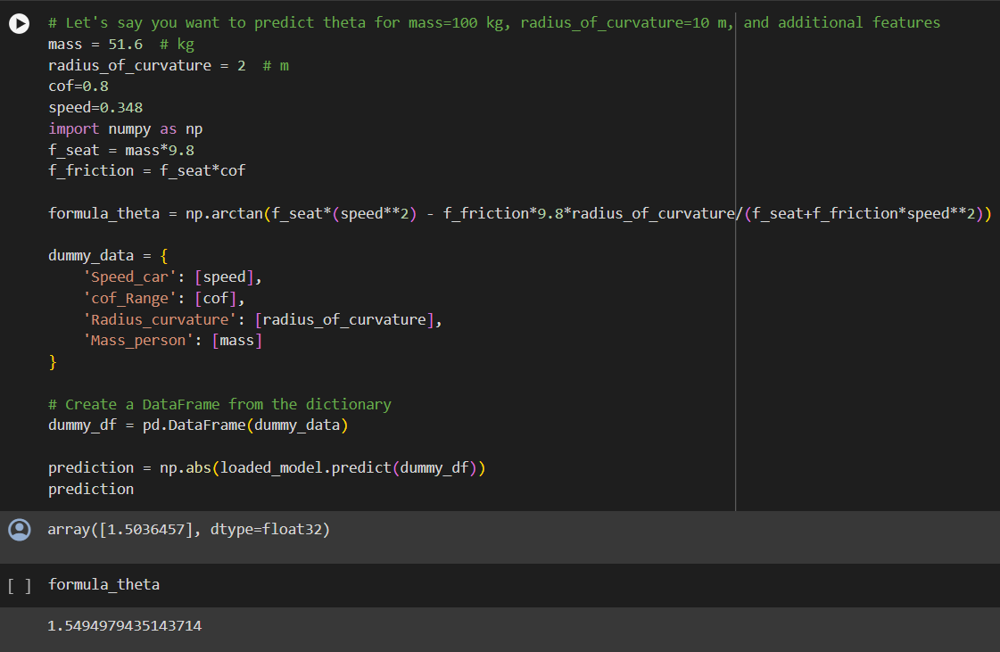 # Let's say you want to predict theta for mass=100 kg, radius_of_curvature=10 m, and additional features
mass = 51.6  # kg
radius_of_curvature = 2  # m
cof=0.8
speed=0.348
import numpy as np
f_seat = mass*9.8
f_friction = f_seat*cof

formula_theta = np.arctan(f_seat*(speed**2) - f_friction*9.8*radius_of_curvature/(f_seat+f_friction*speed**2))

dummy_data = {
    'Speed_car': [speed],
    'cof_Range': [cof],
    'Radius_curvature': [radius_of_curvature],
    'Mass_person': [mass]
}

# Create a DataFrame from the dictionary
dummy_df = pd.DataFrame(dummy_data)

prediction = np.abs(loaded_model.predict(dummy_df))
prediction
array([1.5036457], dtype=float32)
[ ] formula_theta
1.5494979435143714